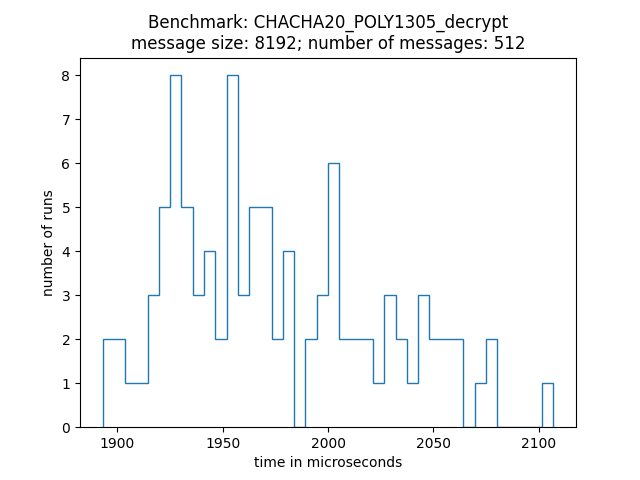 Benchmark: CHACHA20_POLY1305_decrypt
message size: 8192; number of messages: 512
8
7
6
5
4
3
2
1
0
number of runs
1900 1950 2000 2050 2100
time in microseconds